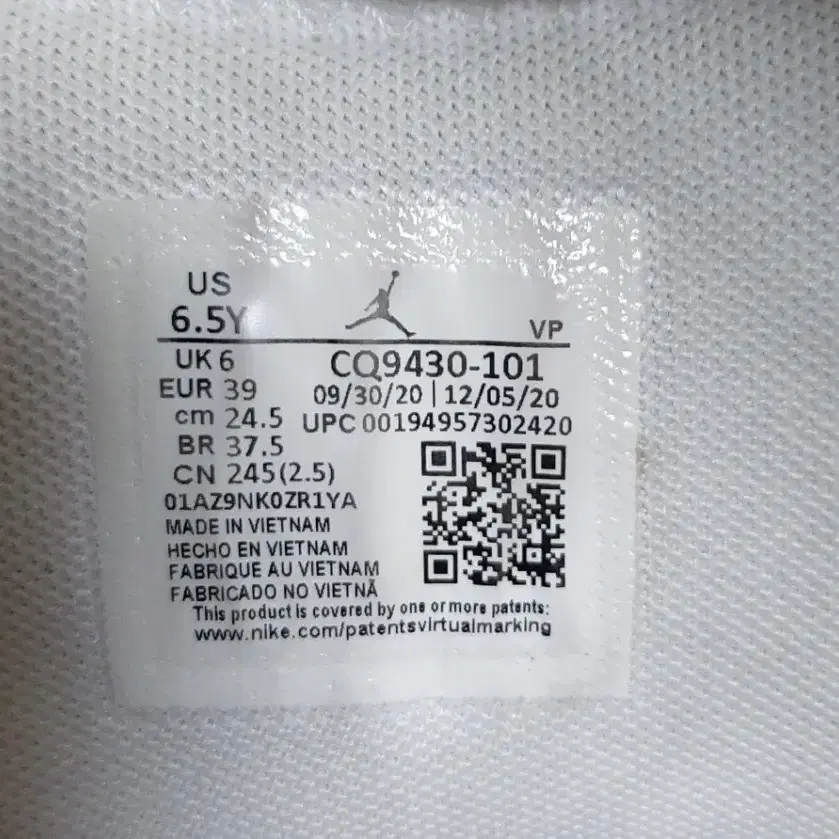 US
6.5Y
VP
UK 6
CQ9430-101
EUR 39
09/30/20 | 12/05/20
cm 24.5
UPC 00194957302420
BR 37.5
CN 245(2.5)
01AZ9NK0ZR1YA
MADE IN VIETNAM
HECHO EN VIETNAM
FABRIQUE AU VIETNAM
FABRICADO NO VIETNÃ
This product is covered by one or more patents:
www.nike.com/patentsvirtualmarking